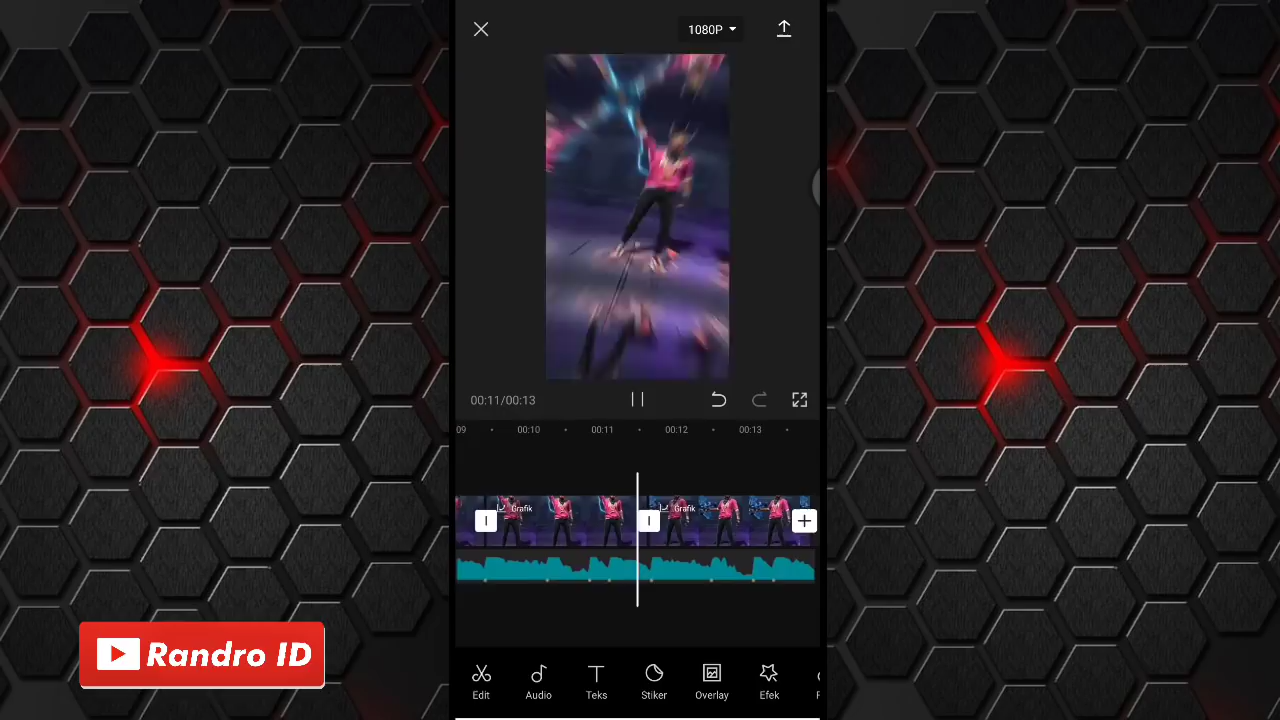 1080P
00:11/00:13
09 00:10 00:11 00:12 00:13
Grafik Grafik
Edit Audio Teks Stiker Overlay Efek
Randro ID